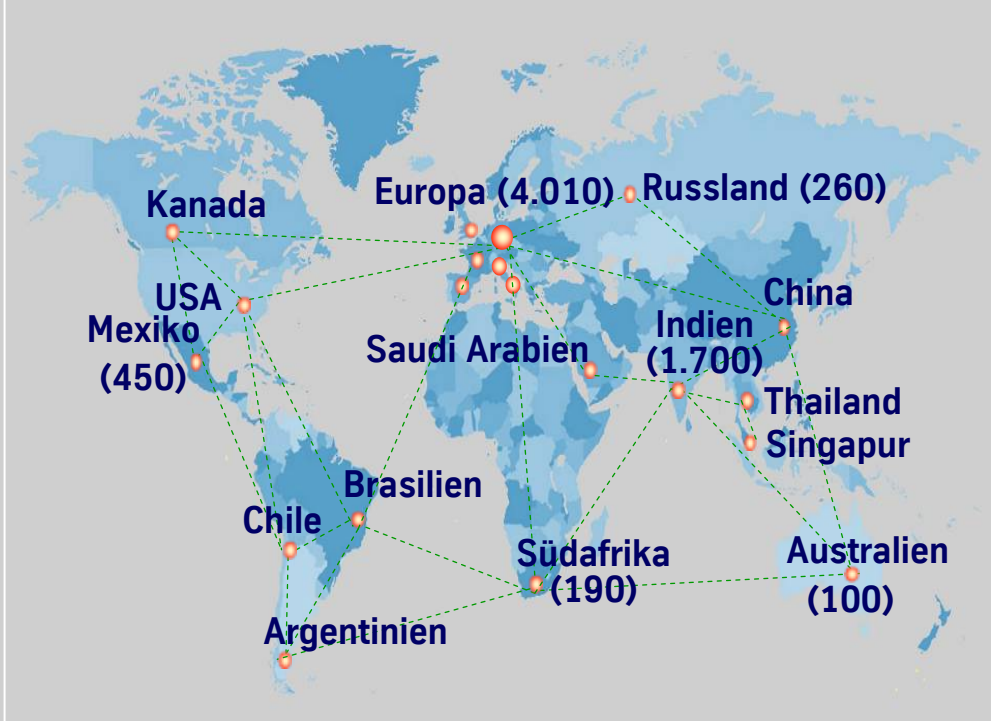 Europa (4.010)
Russland (260)
Kanada
USA
China
Mexiko
(450)
Indien
(1.700)
Saudi Arabien
Thailand
Singapur
Brasilien
Chile
Südafrika
(190)
Australien
(100)
Argentinien